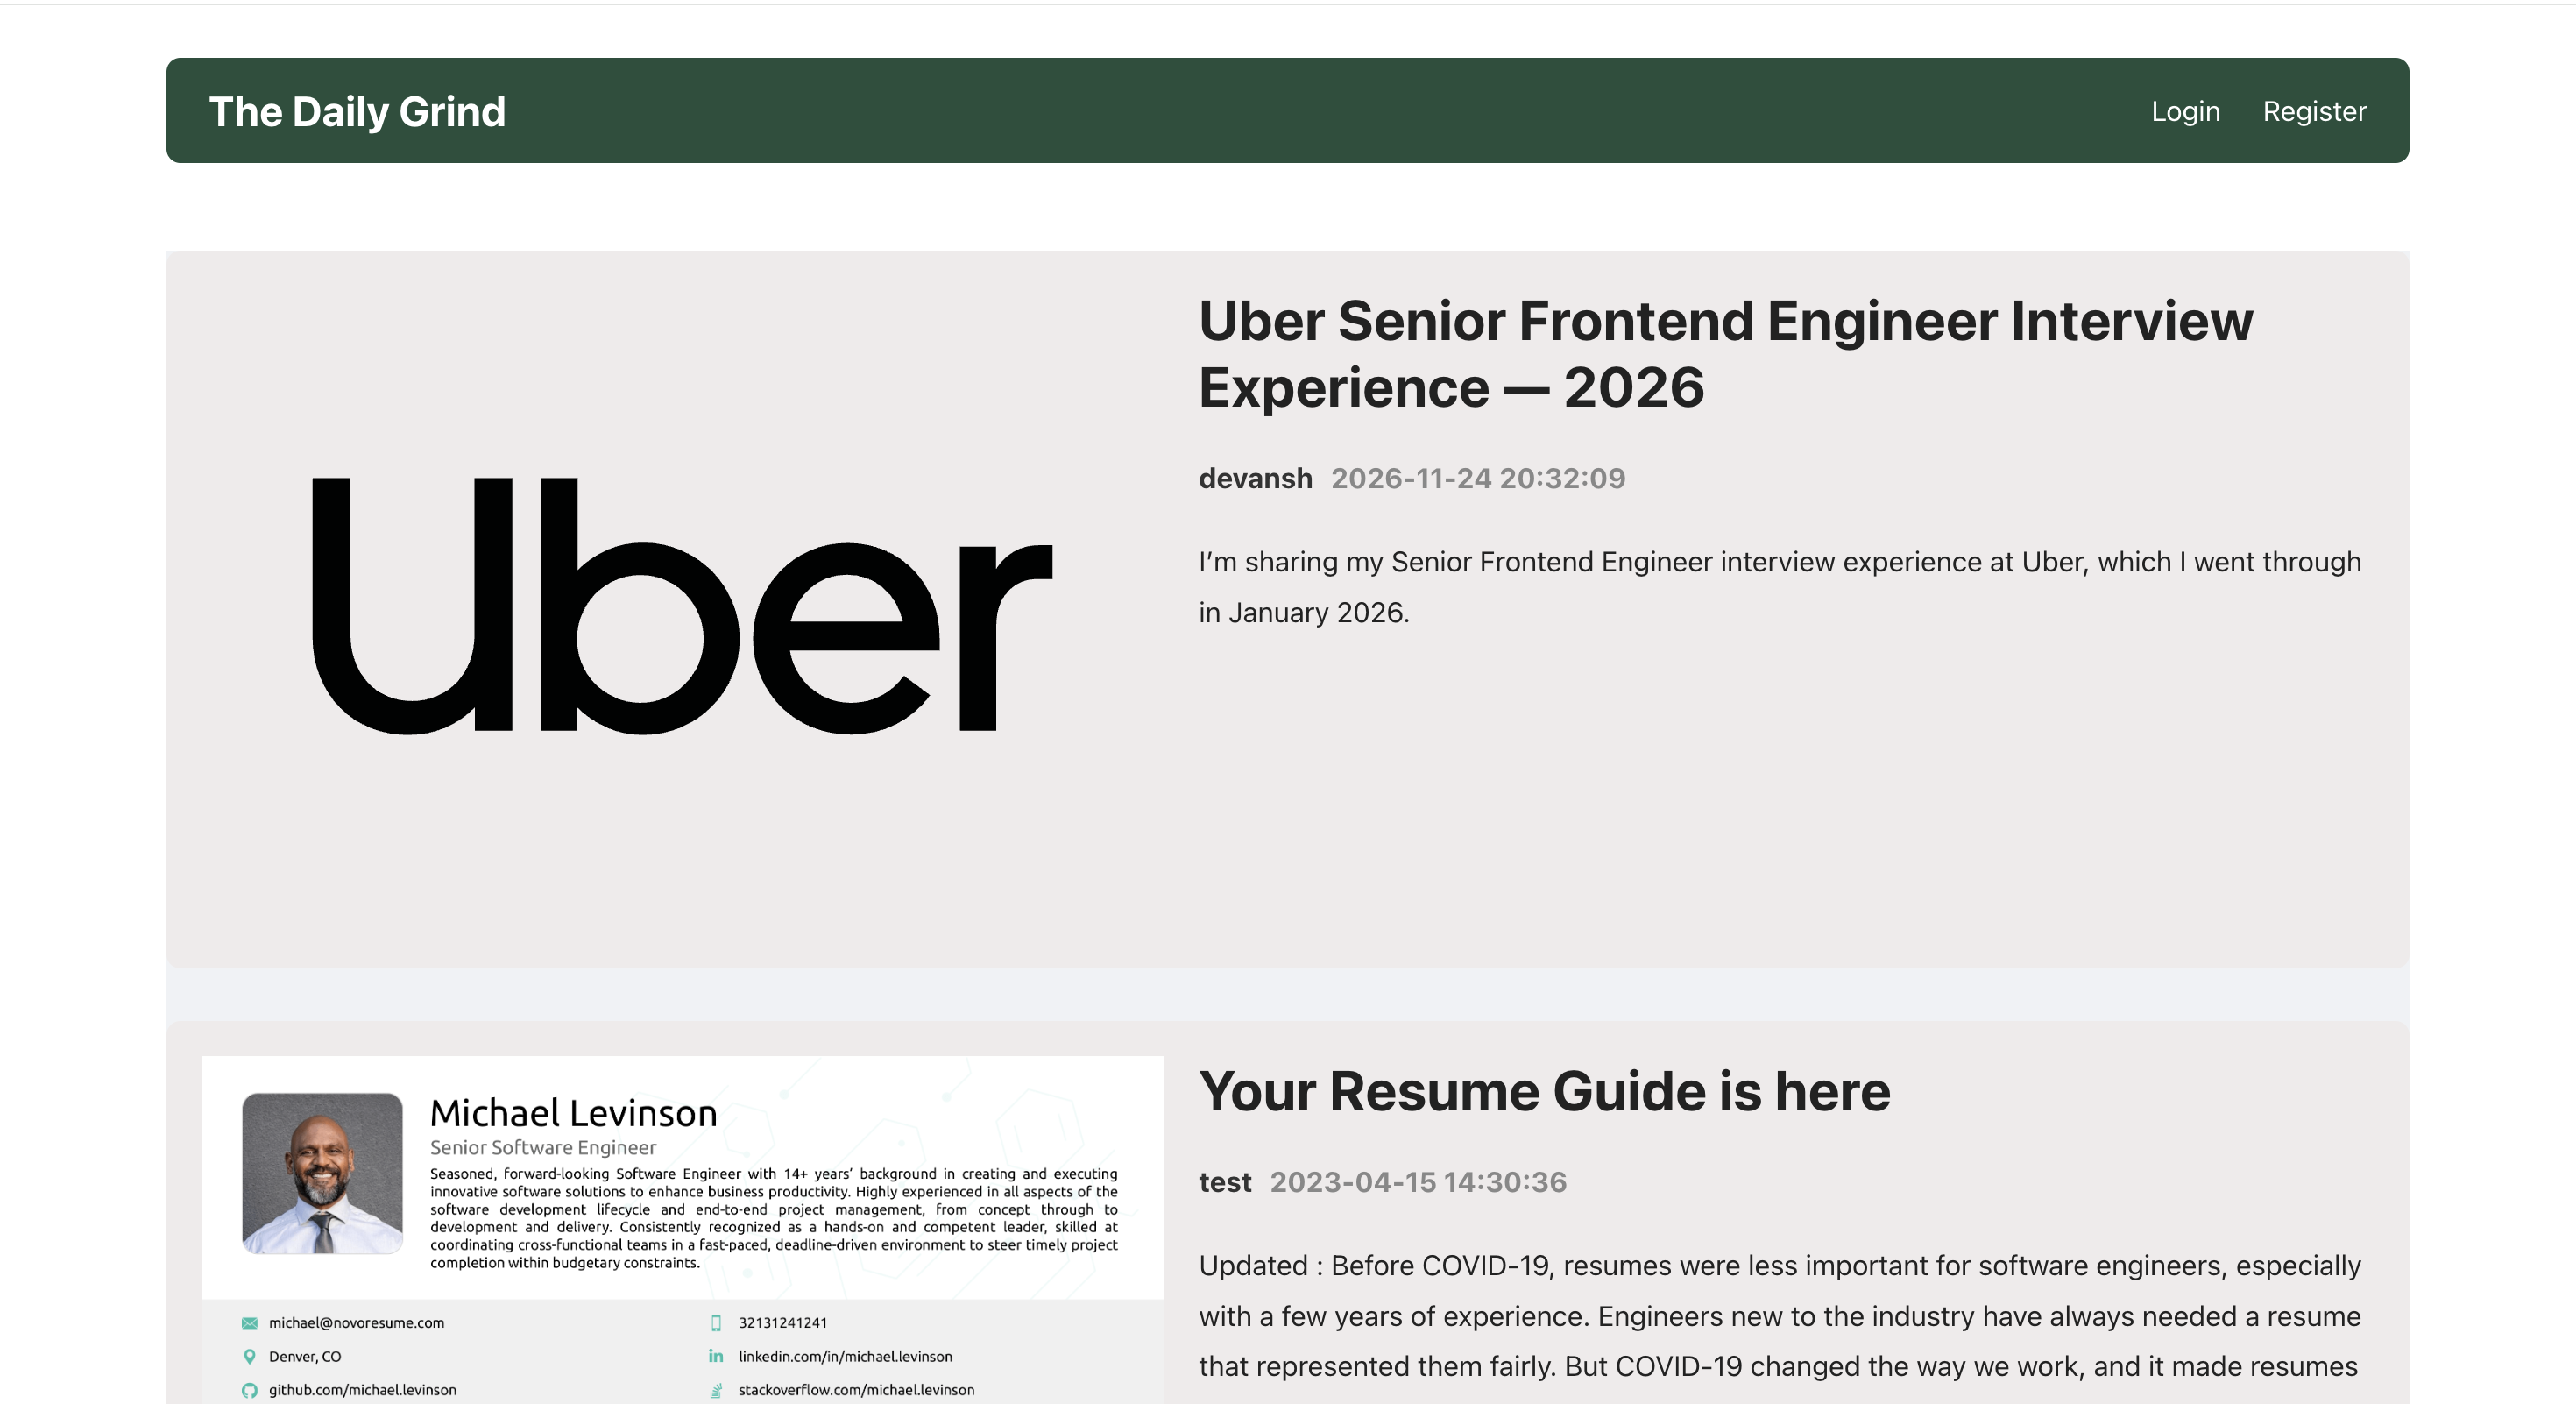 The Daily Grind
Login Register
Uber Senior Frontend Engineer Interview
Experience — 2026
devansh 2026-11-24 20:32:09
I’m sharing my Senior Frontend Engineer interview experience at Uber, which I went through
in January 2026.
Uber
Your Resume Guide is here
test 2023-04-15 14:30:36
Updated : Before COVID-19, resumes were less important for software engineers, especially
with a few years of experience. Engineers new to the industry have always needed a resume
that represented them fairly. But COVID-19 changed the way we work, and it made resumes
Michael Levinson
Senior Software Engineer
Seasoned, forward-looking Software Engineer with 14+ years’ background in creating and executing
innovative software solutions to enhance business productivity. Highly experienced in all aspects of the
software development lifecycle and end-to-end project management, from concept through to
development and delivery. Consistently recognized as a hands-on and competent leader, skilled at
coordinating cross-functional teams in a fast-paced, deadline-driven environment to steer timely project
completion within budgetary constraints.
michael@novoresume.com
32131241241
Denver, CO
linkedin.com/in/michael.levinson
github.com/michael.levinson
stackoverflow.com/michael.levinson